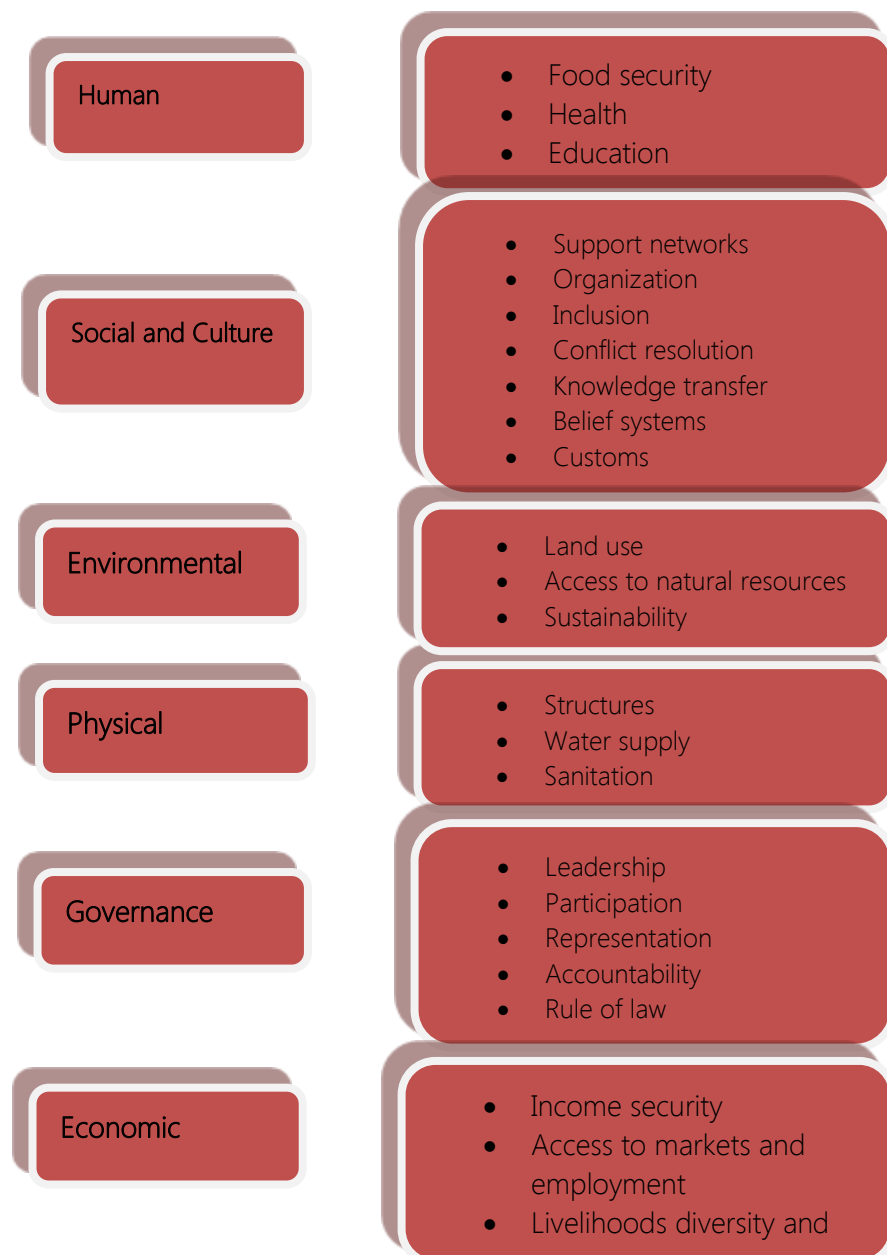 Human
• Food security
• Health
• Education
Social and Culture
• Support networks
• Organization
• Inclusion
• Conflict resolution
• Knowledge transfer
• Belief systems
• Customs
Environmental
• Land use
• Access to natural resources
• Sustainability
Physical
• Structures
• Water supply
• Sanitation
Governance
• Leadership
• Participation
• Representation
• Accountability
• Rule of law
Economic
• Income security
• Access to markets and
employment
• Livelihoods diversity and